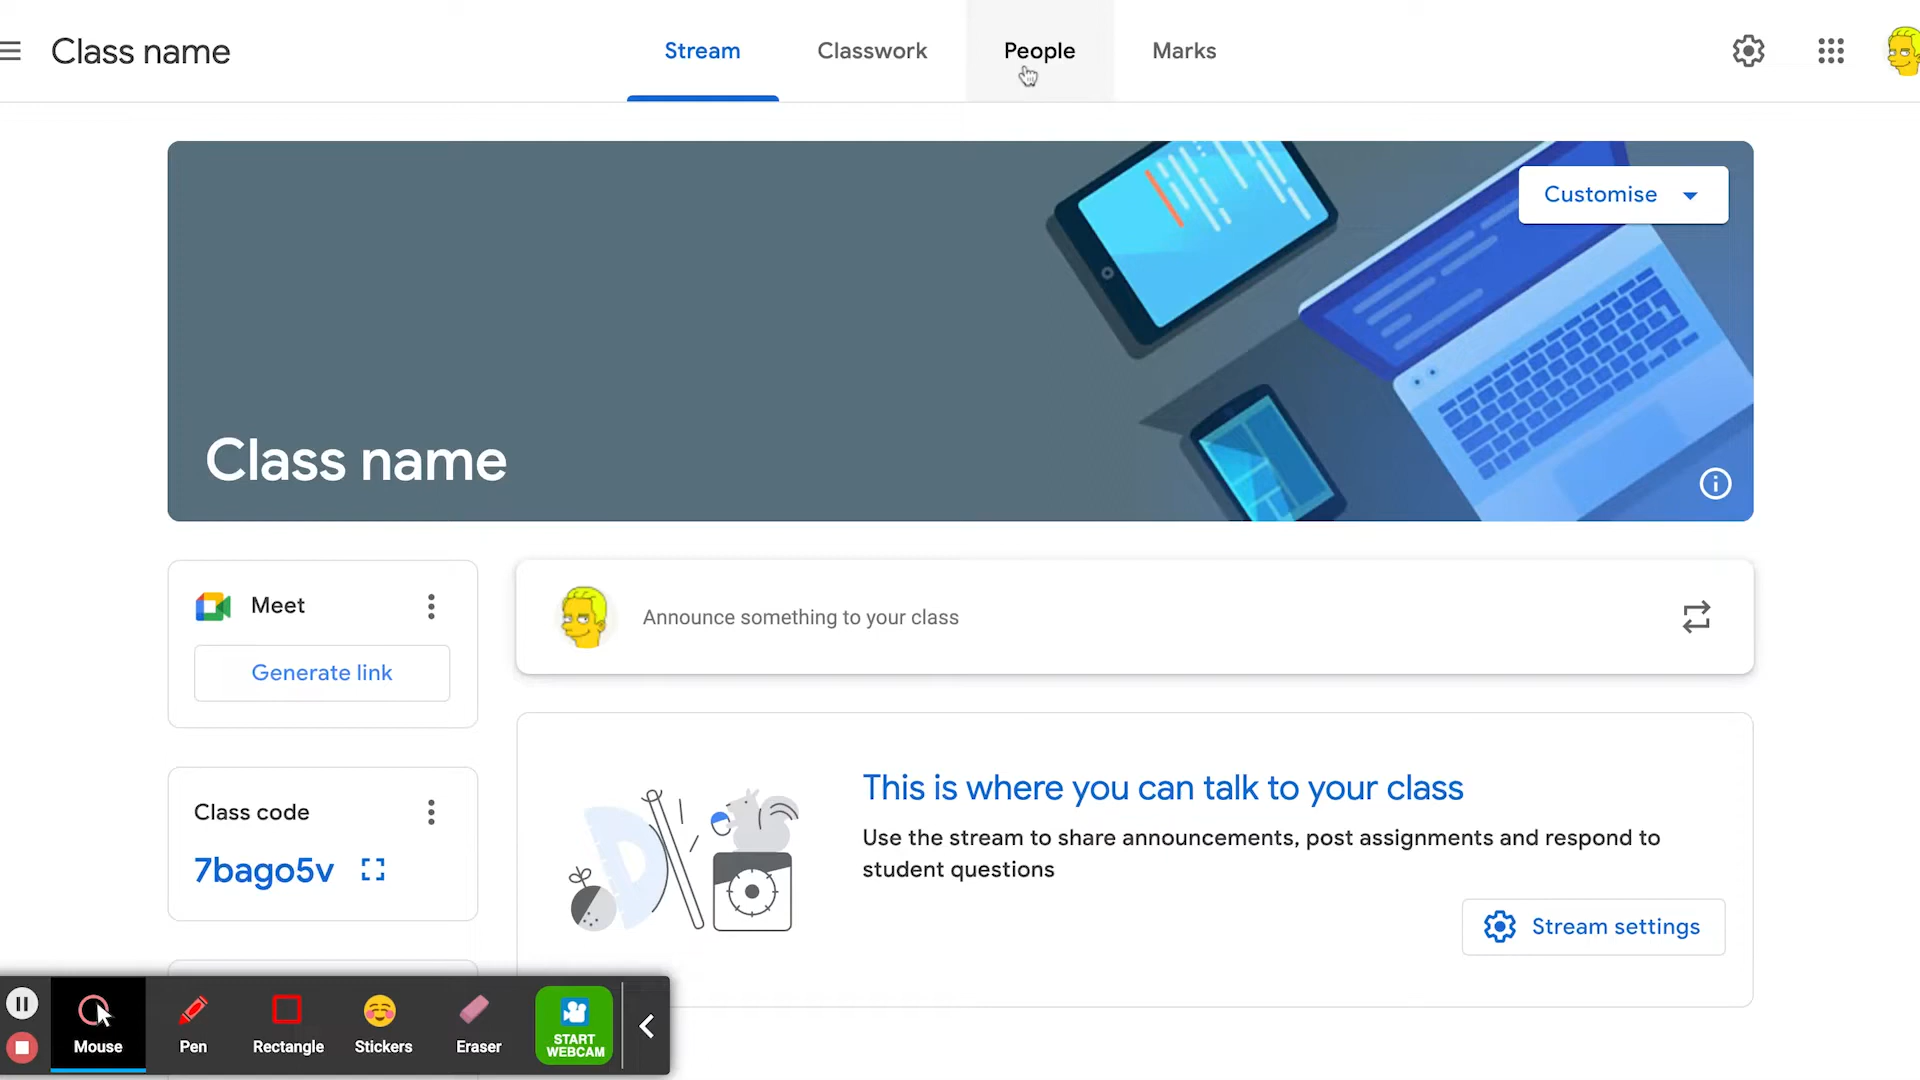 Class name
Stream
Classwork
People
Marks
Customise
Class name
Meet
Generate link
Announce something to your class
Class code
7bago5v
This is where you can talk to your class
Use the stream to share announcements, post assignments and respond to
student questions
Stream settings
Mouse
Pen
Rectangle
Stickers
Eraser
START
WEBCAM